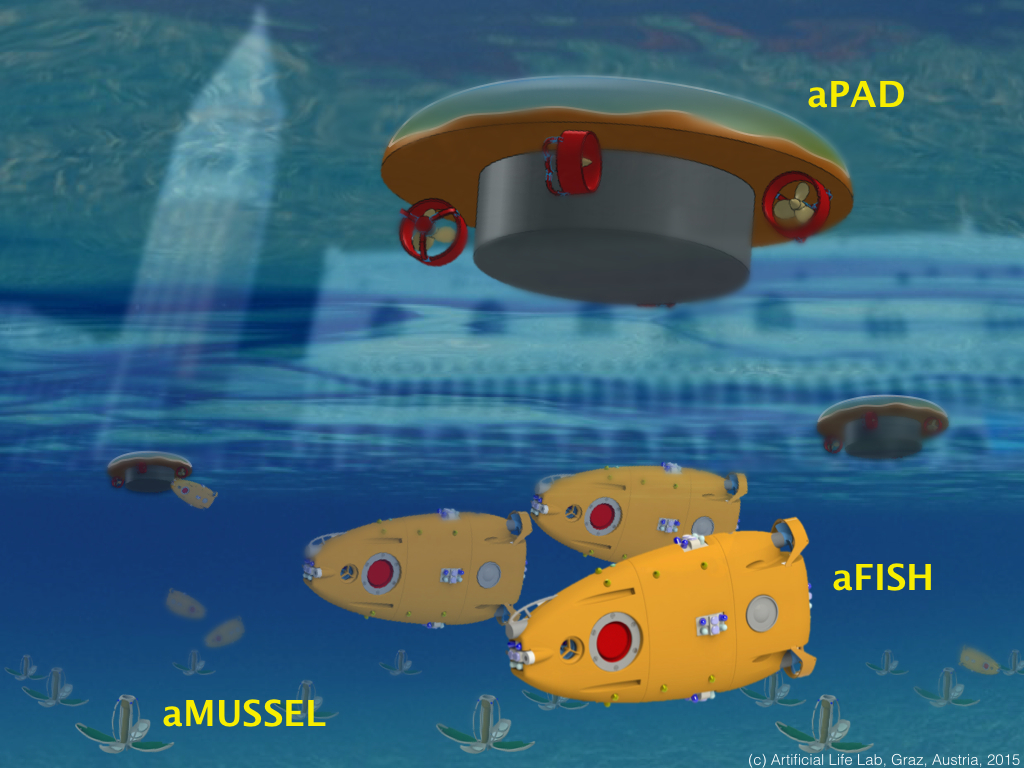 aPAD
aFISH
aMUSSEL
(c) Artificial Life Lab, Graz, Austria, 2015